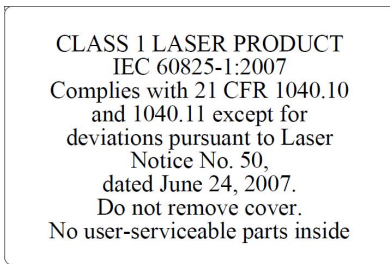 CLASS 1 LASER PRODUCT
IEC 60825-1:2007
Complies with 21 CFR 1040.10
and 1040.11 except for
deviations pursuant to Laser
Notice No. 50,
dated June 24, 2007.
Do not remove cover.
No user-serviceable parts inside